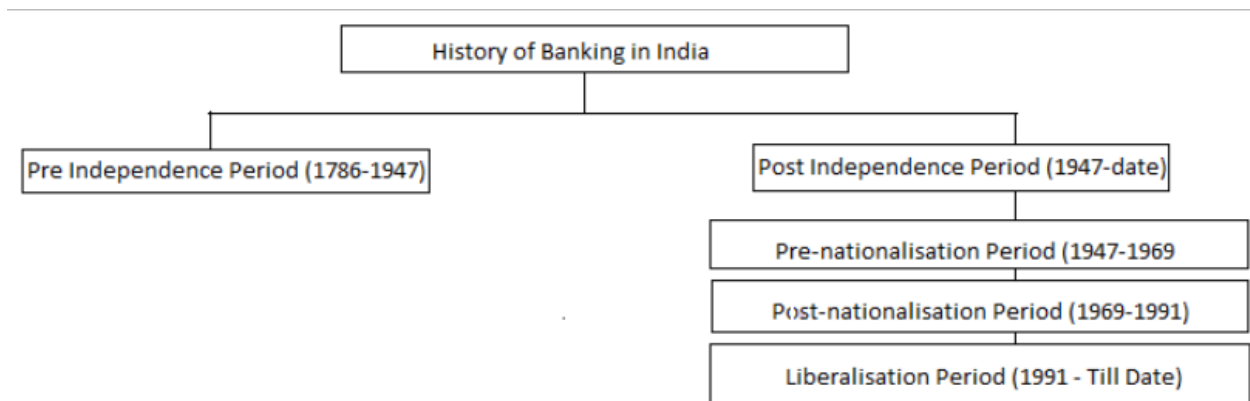 History of Banking in India
Pre Independence Period (1786-1947)
Post Independence Period (1947-date)
Pre-nationalisation Period (1947-1969
Post-nationalisation Period (1969-1991)
Liberalisation Period (1991 - Till Date)